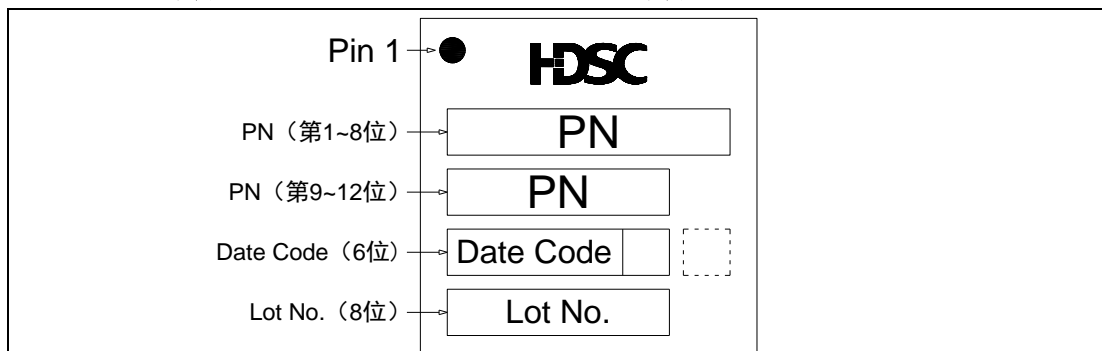 Pin 1
HDSC
PN（第1~8位）
PN
PN（第9~12位）
PN
Date Code（6位）
Date Code
Lot No.（8位）
Lot No.